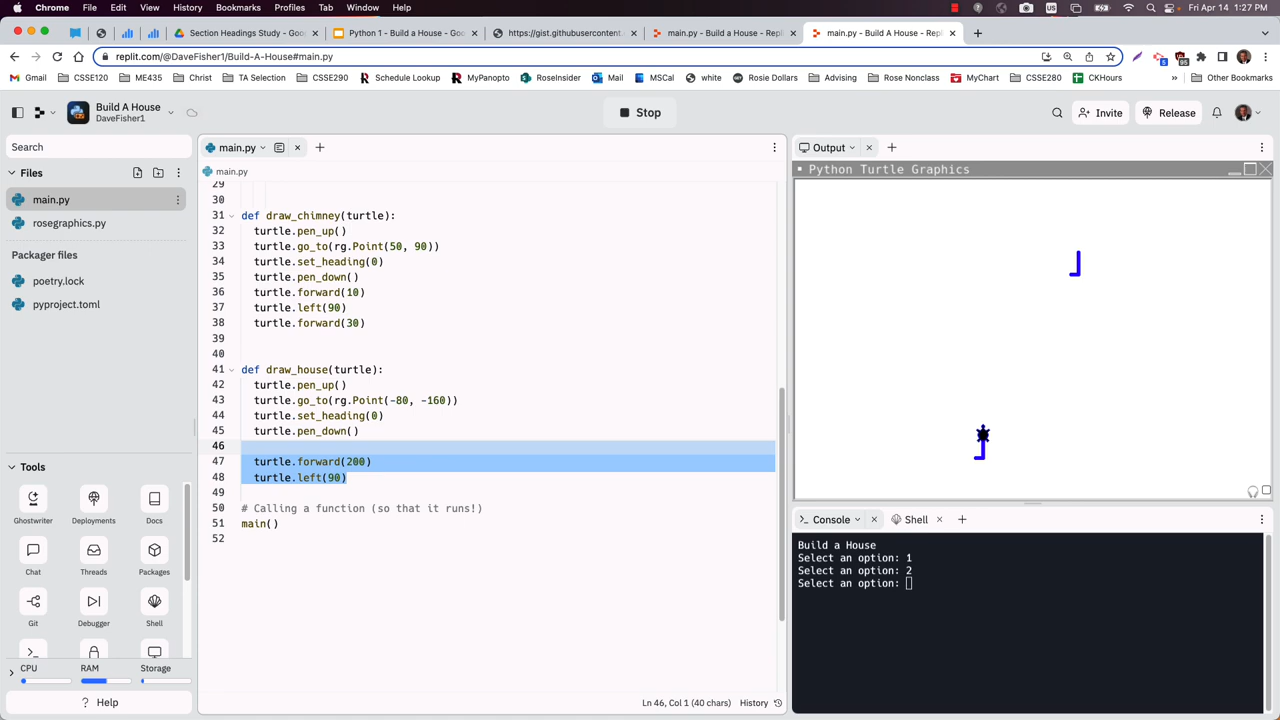 Chrome File Edit View History Bookmarks Profiles Tab Window Help US Fri Apr 14 1:27 PM
Section Headings Study - Goo Python 1 - Build a House - Goo https://gist.githubusercontent. main.py - Build a House - Repli main.py - Build A House - Repli
replit.com/@DaveFisher1/Build-A-House#main.py
Gmail CSSE120 ME435 Christ TA Selection CSSE290 Schedule Lookup MyPanopto RoseInsider Mail MSCal white Rosie Dollars Advising Rose Nonclass MyChart CSSE280 CKHours » Other Bookmarks
Build A House
DaveFisher1
Stop
Invite
Release
Search
Files
main.py
rosegraphics.py
Package files
poetry.lock
pyproject.toml
Tools
Ghostwriter Deployments Docs
Chat Threads Packages
Git Debugger Shell
CPU RAM Storage
? Help
main.py
main.py
29
30
31 def draw_chimney(turtle):
32 turtle.pen_up()
33 turtle.go_to(rg.Point(50, 90))
34 turtle.set_heading(0)
35 turtle.pen_down()
36 turtle.forward(10)
37 turtle.left(90)
38 turtle.forward(30)
39
40
41 def draw_house(turtle):
42 turtle.pen_up()
43 turtle.go_to(rg.Point(-80, -160))
44 turtle.set_heading(0)
45 turtle.pen_down()
46
47 turtle.forward(200)
48 turtle.left(90)
49
50 # Calling a function (so that it runs!)
51 main()
52
Ln 46, Col 1 (40 chars) History
Output
Python Turtle Graphics
Console Shell
Build a House
Select an option: 1
Select an option: 2
Select an option: